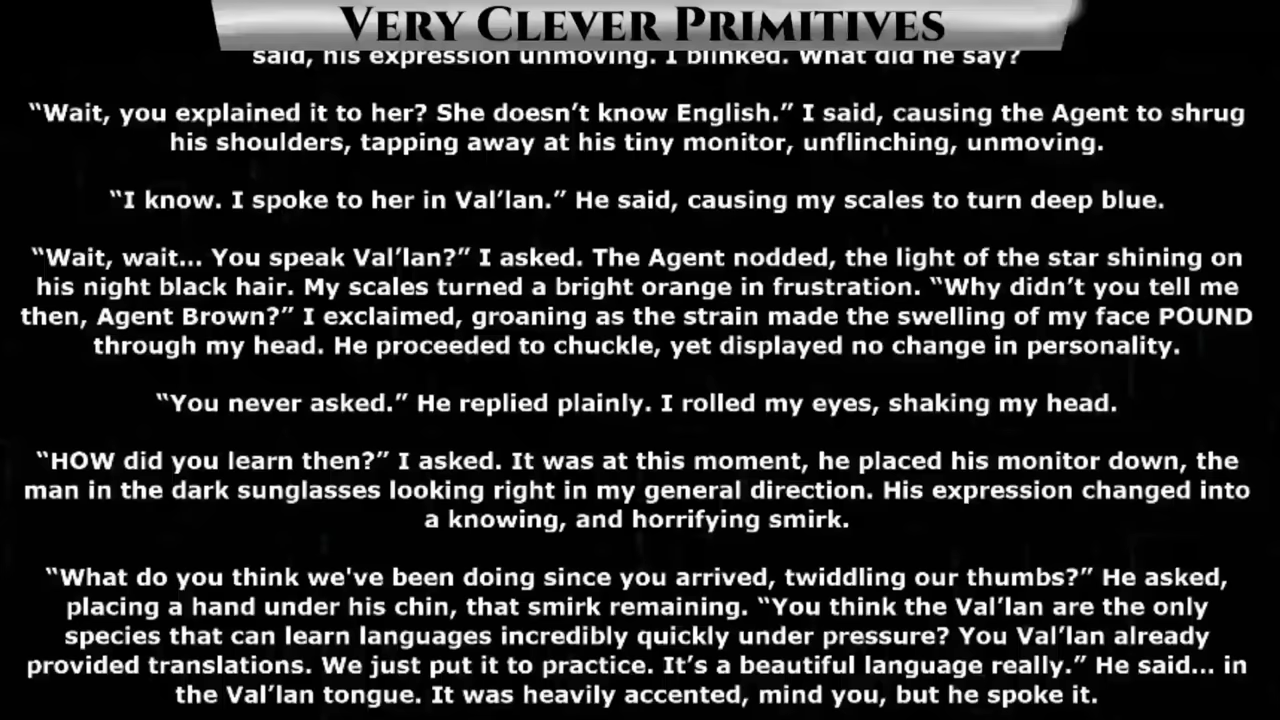 VERY CLEVER PRIMITIVES
said, his expression unmoving. I blinked. What did he say?
“Wait, you explained it to her? She doesn’t know English.” I said, causing the Agent to shrug
his shoulders, tapping away at his tiny monitor, unflinching, unmoving.
“I know. I spoke to her in Val’lan.” He said, causing my scales to turn deep blue.
“Wait, wait... You speak Val’lan?” I asked. The Agent nodded, the light of the star shining on
his night black hair. My scales turned a bright orange in frustration. “Why didn’t you tell me
then, Agent Brown?” I exclaimed, groaning as the strain made the swelling of my face POUND
through my head. He proceeded to chuckle, yet displayed no change in personality.
“You never asked.” He replied plainly. I rolled my eyes, shaking my head.
“HOW did you learn then?” I asked. It was at this moment, he placed his monitor down, the
man in the dark sunglasses looking right in my general direction. His expression changed into
a knowing, and horrifying smirk.
“What do you think we've been doing since you arrived, twiddling our thumbs?” He asked,
placing a hand under his chin, that smirk remaining. “You think the Val’lan are the only
species that can learn languages incredibly quickly under pressure? You Val’lan already
provided translations. We just put it to practice. It’s a beautiful language really.” He said... in
the Val’lan tongue. It was heavily accented, mind you, but he spoke it.